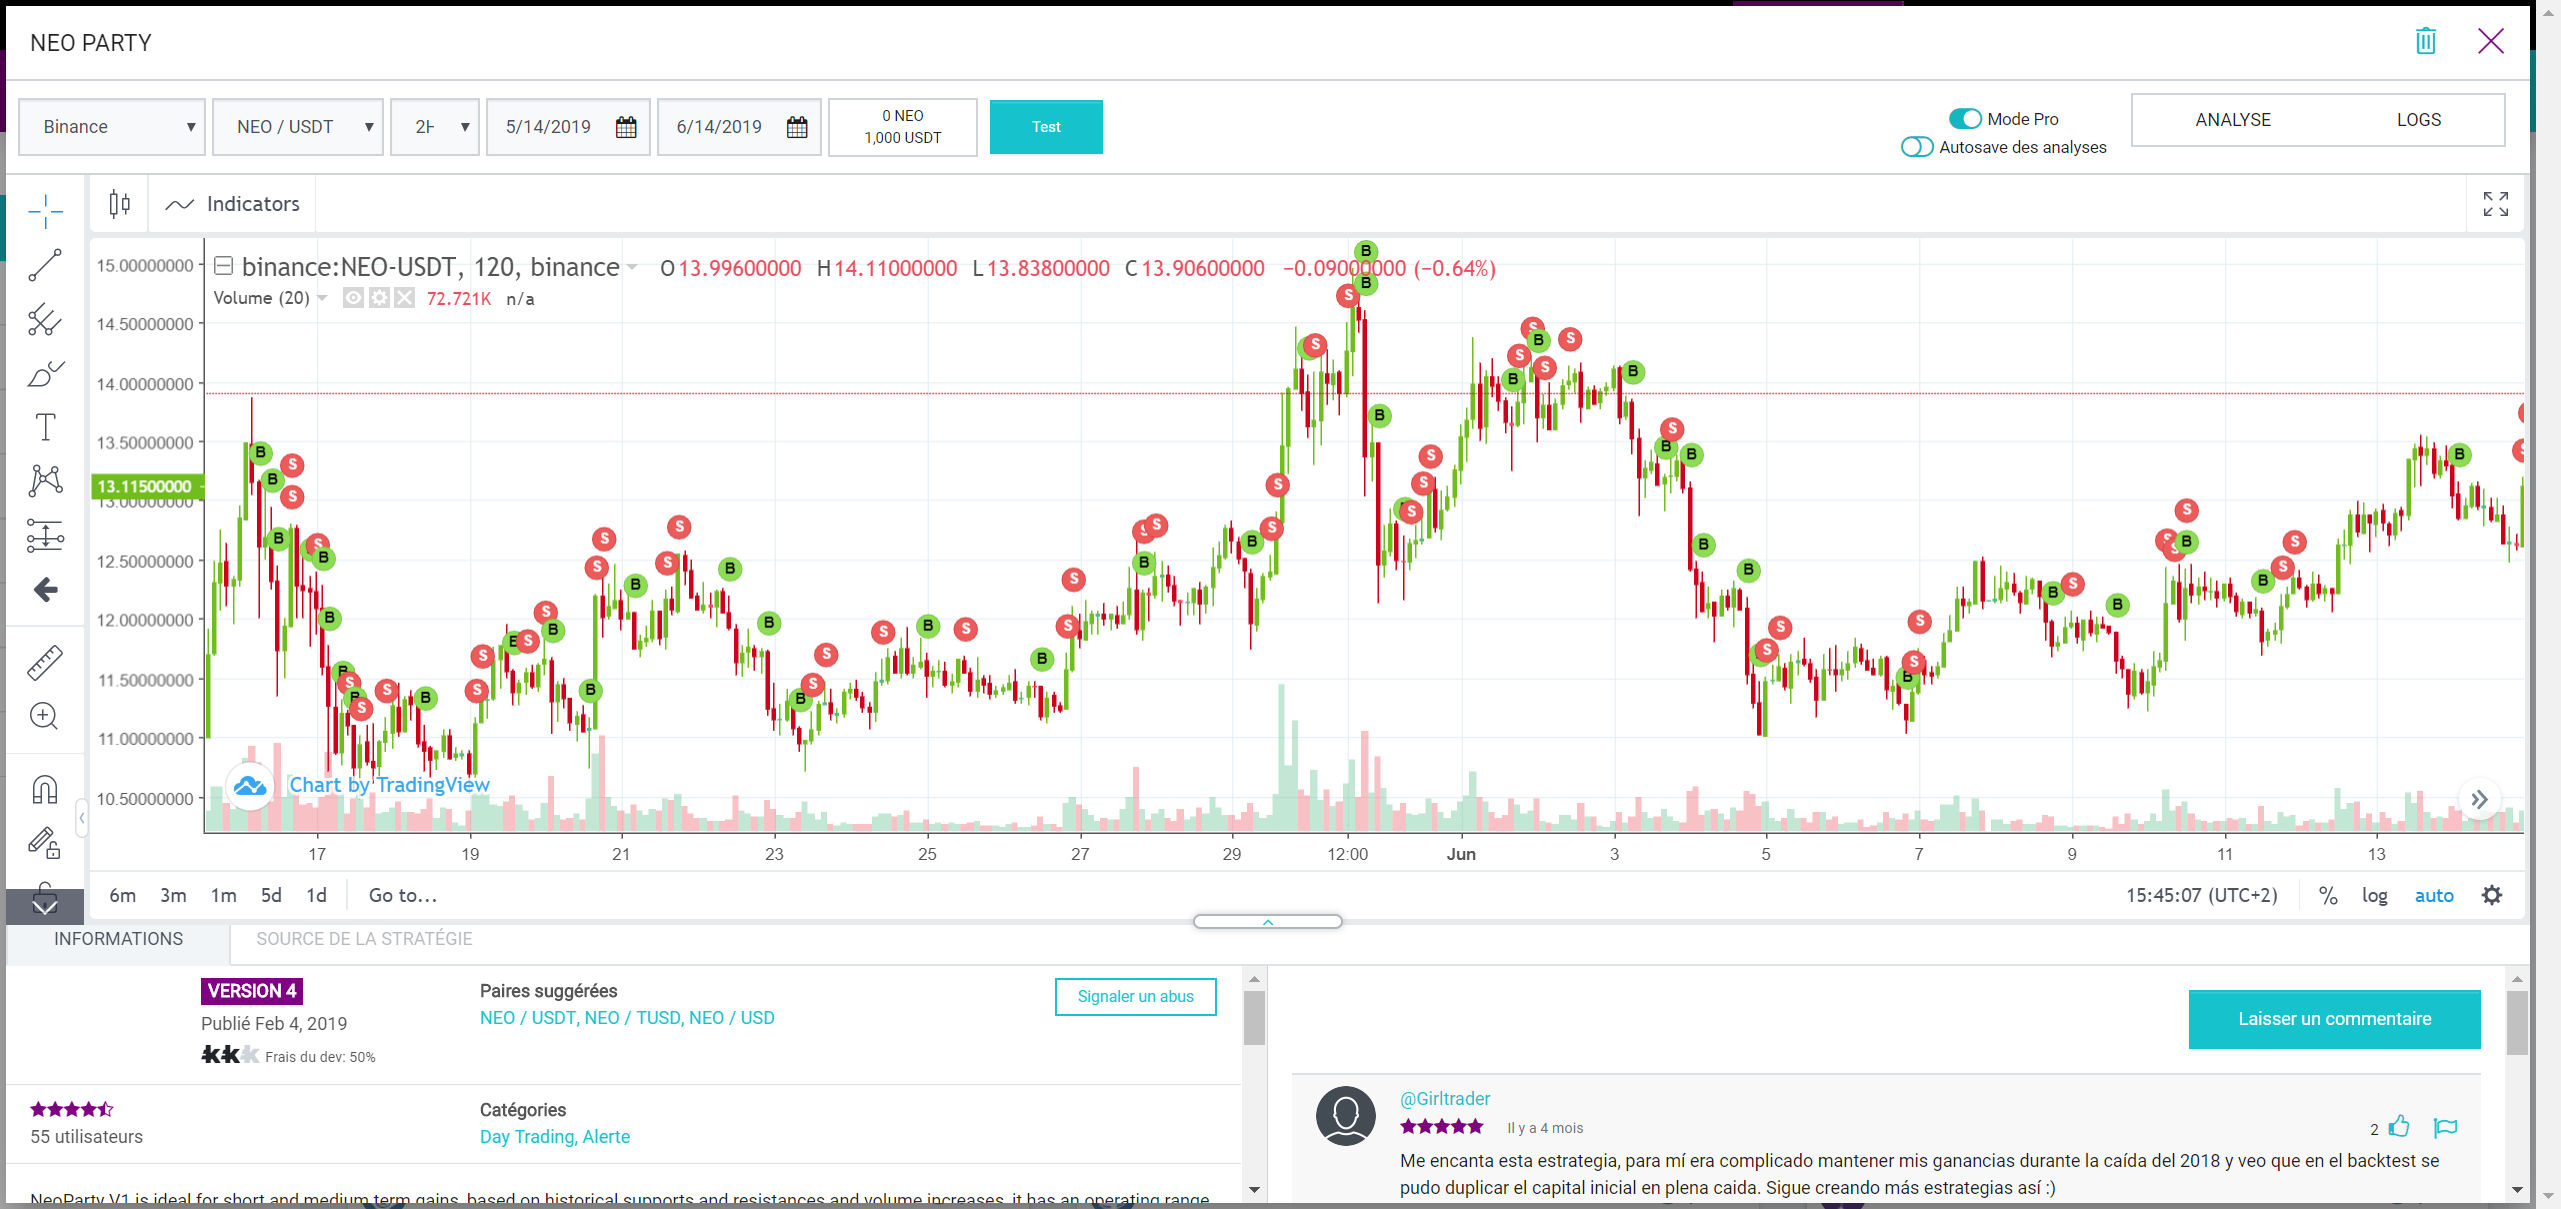 NEO PARTY
Binance
NEO / USDT
2H
5/14/2019
6/14/2019
0 NEO
1,000 USDT
Test
Mode Pro
Autosave des analyses
ANALYSE
LOGS
Indicators
binance:NEO-USDT, 120, binance
O 13.99600000 H 14.11000000 L 13.83800000 C 13.90600000 −0.09000000 (−0.64%)
Volume (20) 72.721K n/a
15.00000000
14.50000000
14.00000000
13.50000000
13.11500000
13.00000000
12.50000000
12.00000000
11.50000000
11.00000000
10.50000000
Chart by TradingView
17 19 21 23 25 27 29 12:00 Jun 3 5 7 9 11 13
6m 3m 1m 5d 1d Go to...
15:45:07 (UTC+2) % log auto
INFORMATIONS
SOURCE DE LA STRATÉGIE
VERSION 4
Publié Feb 4, 2019
Frais du dev: 50%
Paires suggérées
NEO / USDT, NEO / TUSD, NEO / USD
Signaler un abus
55 utilisateurs
Catégories
Day Trading, Alerte
NeoParty V1 is ideal for short and medium term gains, based on historical supports and resistances and volume increases, it has an operating range
Laisser un commentaire
@Girltrader
Il y a 4 mois
2
Me encanta esta estrategia, para mí era complicado mantener mis ganancias durante la caída del 2018 y veo que en el backtest se
pudo duplicar el capital inicial en plena caida. Sigue creando más estrategias así :)